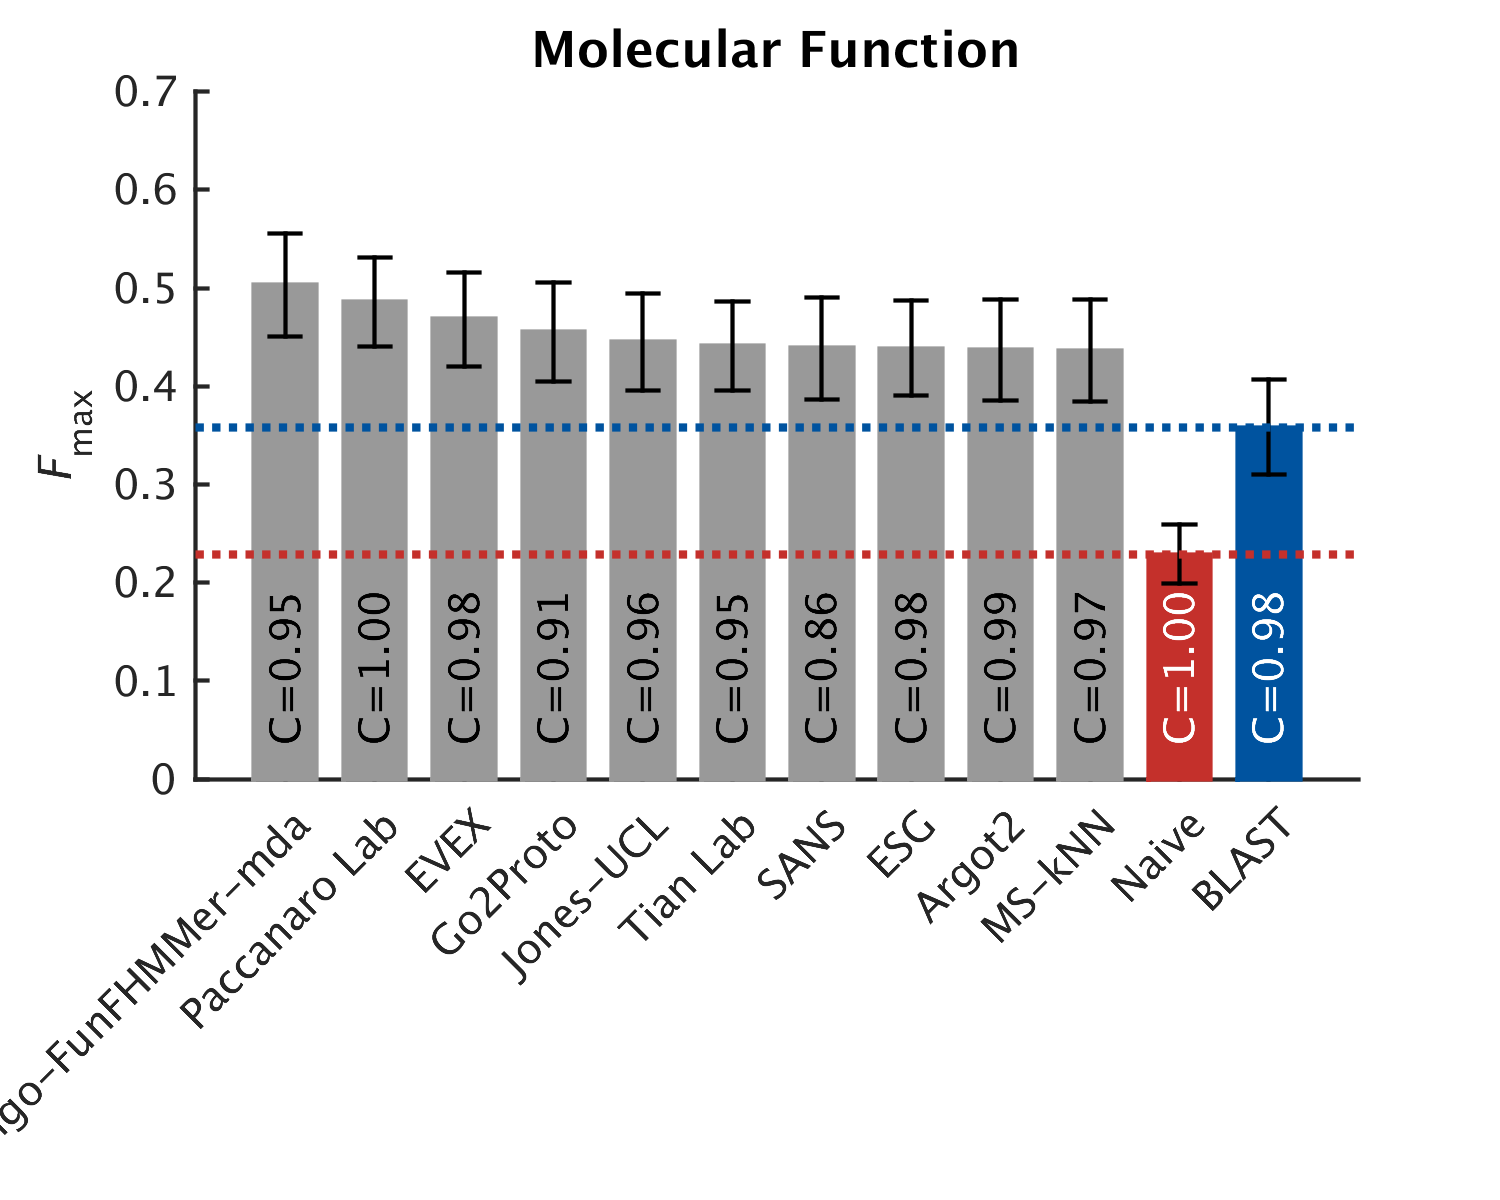 Molecular Function
0.7
0.6
0.5
0.4
0.3
0.2
0.1
0
Fmax
C=0.95
C=1.00
C=0.98
C=0.91
C=0.96
C=0.95
C=0.86
C=0.98
C=0.99
C=0.97
C=1.00
C=0.98
go-FunFHMMer-mda
Paccanaro Lab
EVEX
Go2Proto
Jones-UCL
Tian Lab
SANS
ESG
Argot2
MS-kNN
Naive
BLAST